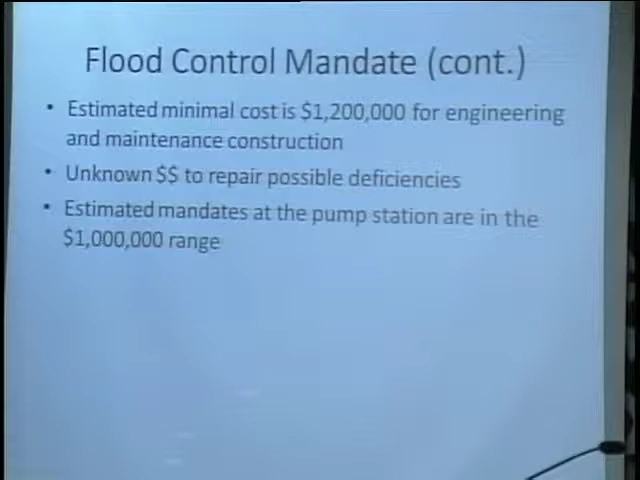 Flood Control Mandate (cont.)
• Estimated minimal cost is $1,200,000 for engineering
and maintenance construction
• Unknown $$ to repair possible deficiencies
• Estimated mandates at the pump station are in the
$1,000,000 range